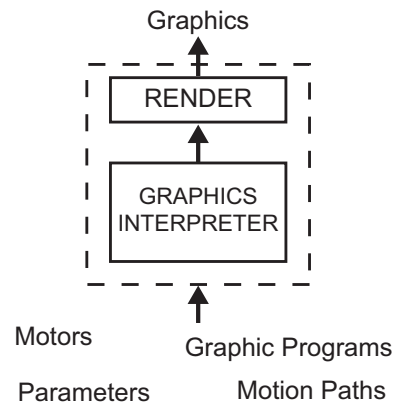 Graphics
RENDER
GRAPHICS
INTERPRETER
Motors
Graphic Programs
Parameters
Motion Paths